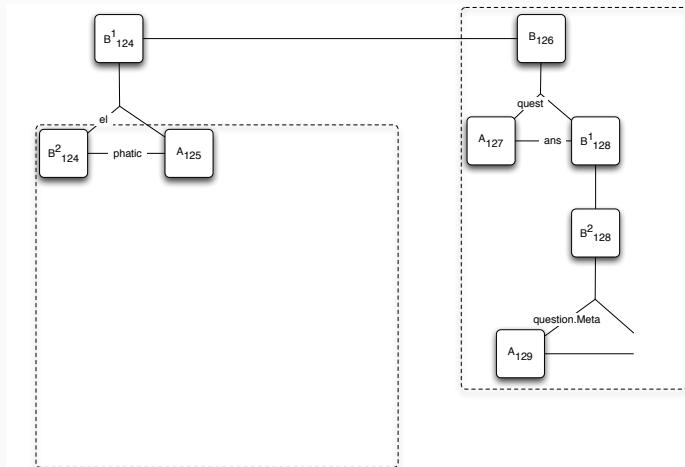 B¹₁₂₄
B₁₂₆
el
quest
B²₁₂₄
phatic
A₁₂₅
A₁₂₇
ans
B¹₁₂₈
B²₁₂₈
question.Meta
A₁₂₉